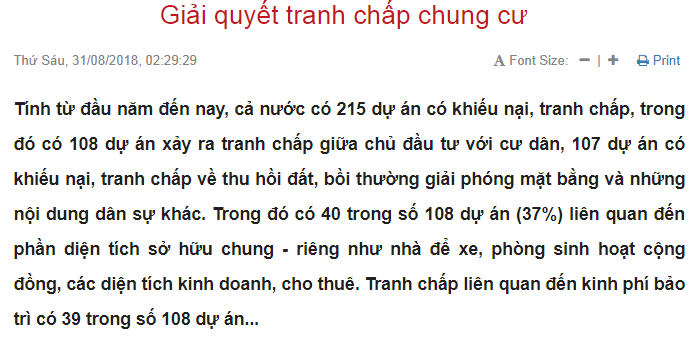 Giải quyết tranh chấp chung cư
Thứ Sáu, 31/08/2018, 02:29:29
A Font Size: − | + Print
Tính từ đầu năm đến nay, cả nước có 215 dự án có khiếu nại, tranh chấp, trong
đó có 108 dự án xảy ra tranh chấp giữa chủ đầu tư với cư dân, 107 dự án có
khiếu nại, tranh chấp về thu hồi đất, bồi thường giải phóng mặt bằng và những
nội dung dân sự khác. Trong đó có 40 trong số 108 dự án (37%) liên quan đến
phần diện tích sở hữu chung - riêng như nhà để xe, phòng sinh hoạt cộng
đồng, các diện tích kinh doanh, cho thuê. Tranh chấp liên quan đến kinh phí bảo
trì có 39 trong số 108 dự án...